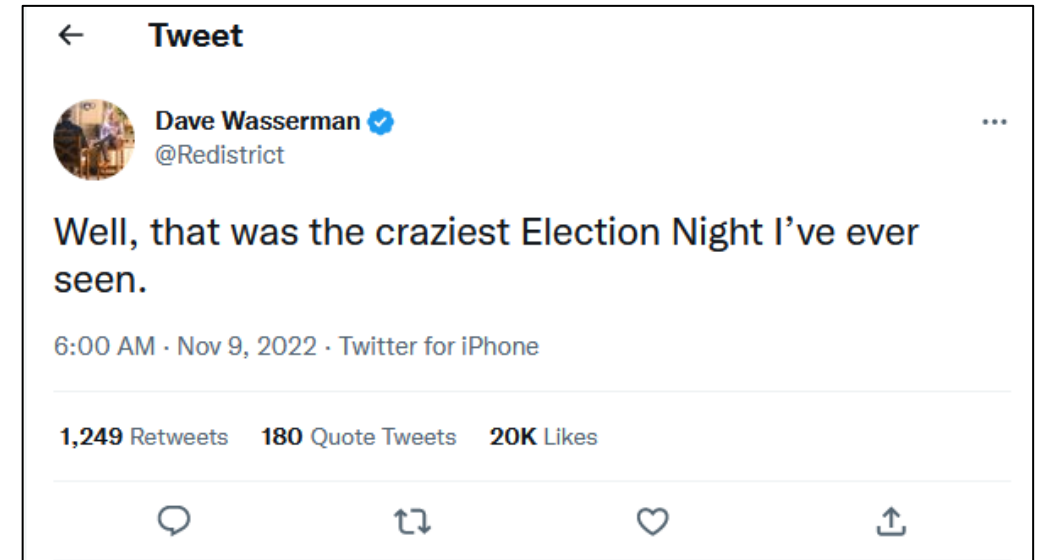 Tweet
Dave Wasserman
@Redistrict
Well, that was the craziest Election Night I’ve ever
seen.
6:00 AM · Nov 9, 2022 · Twitter for iPhone
1,249 Retweets 180 Quote Tweets 20K Likes